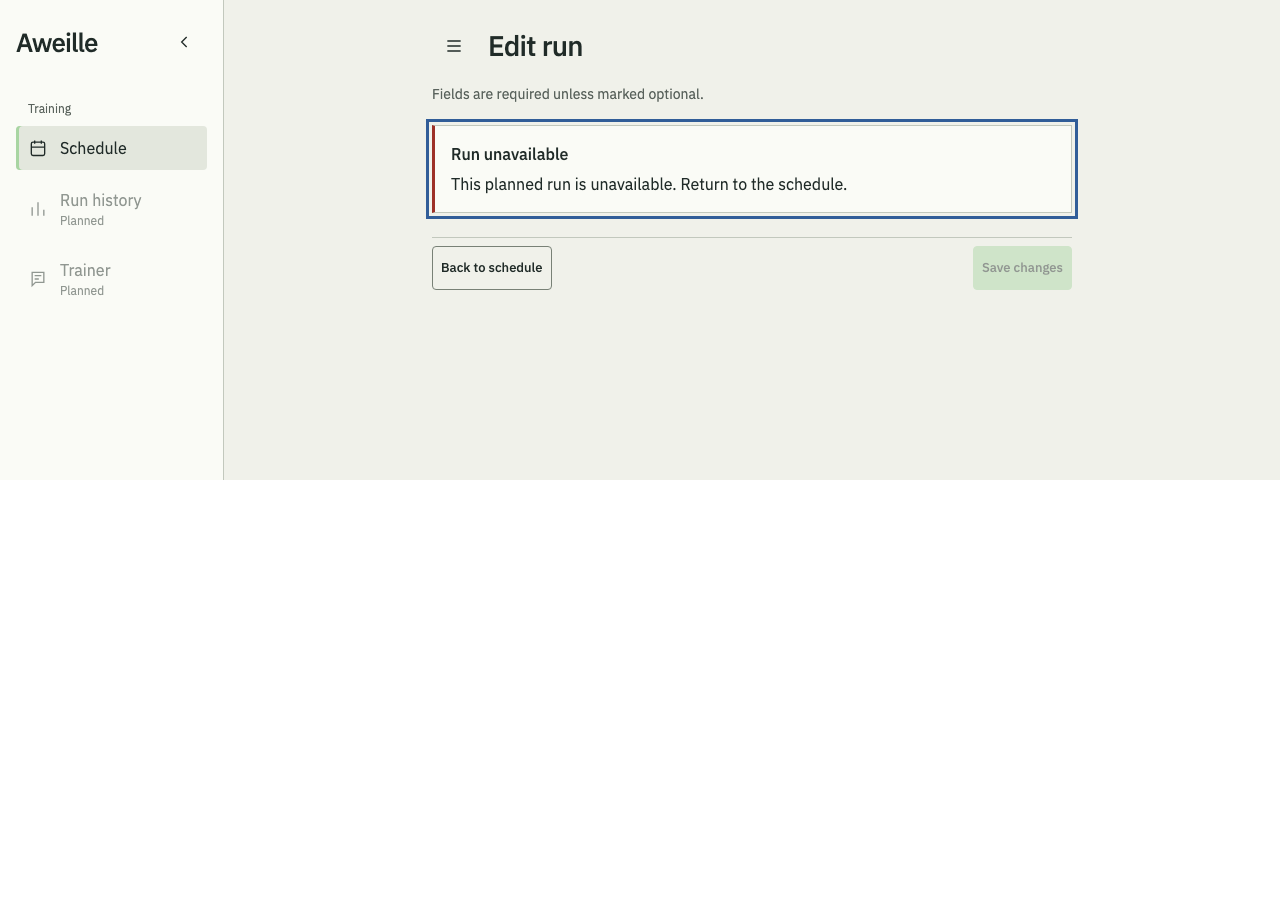 Aweille
Training
Schedule
Run history
Planned
Trainer
Planned
Edit run
Fields are required unless marked optional.
Run unavailable
This planned run is unavailable. Return to the schedule.
Back to schedule
Save changes